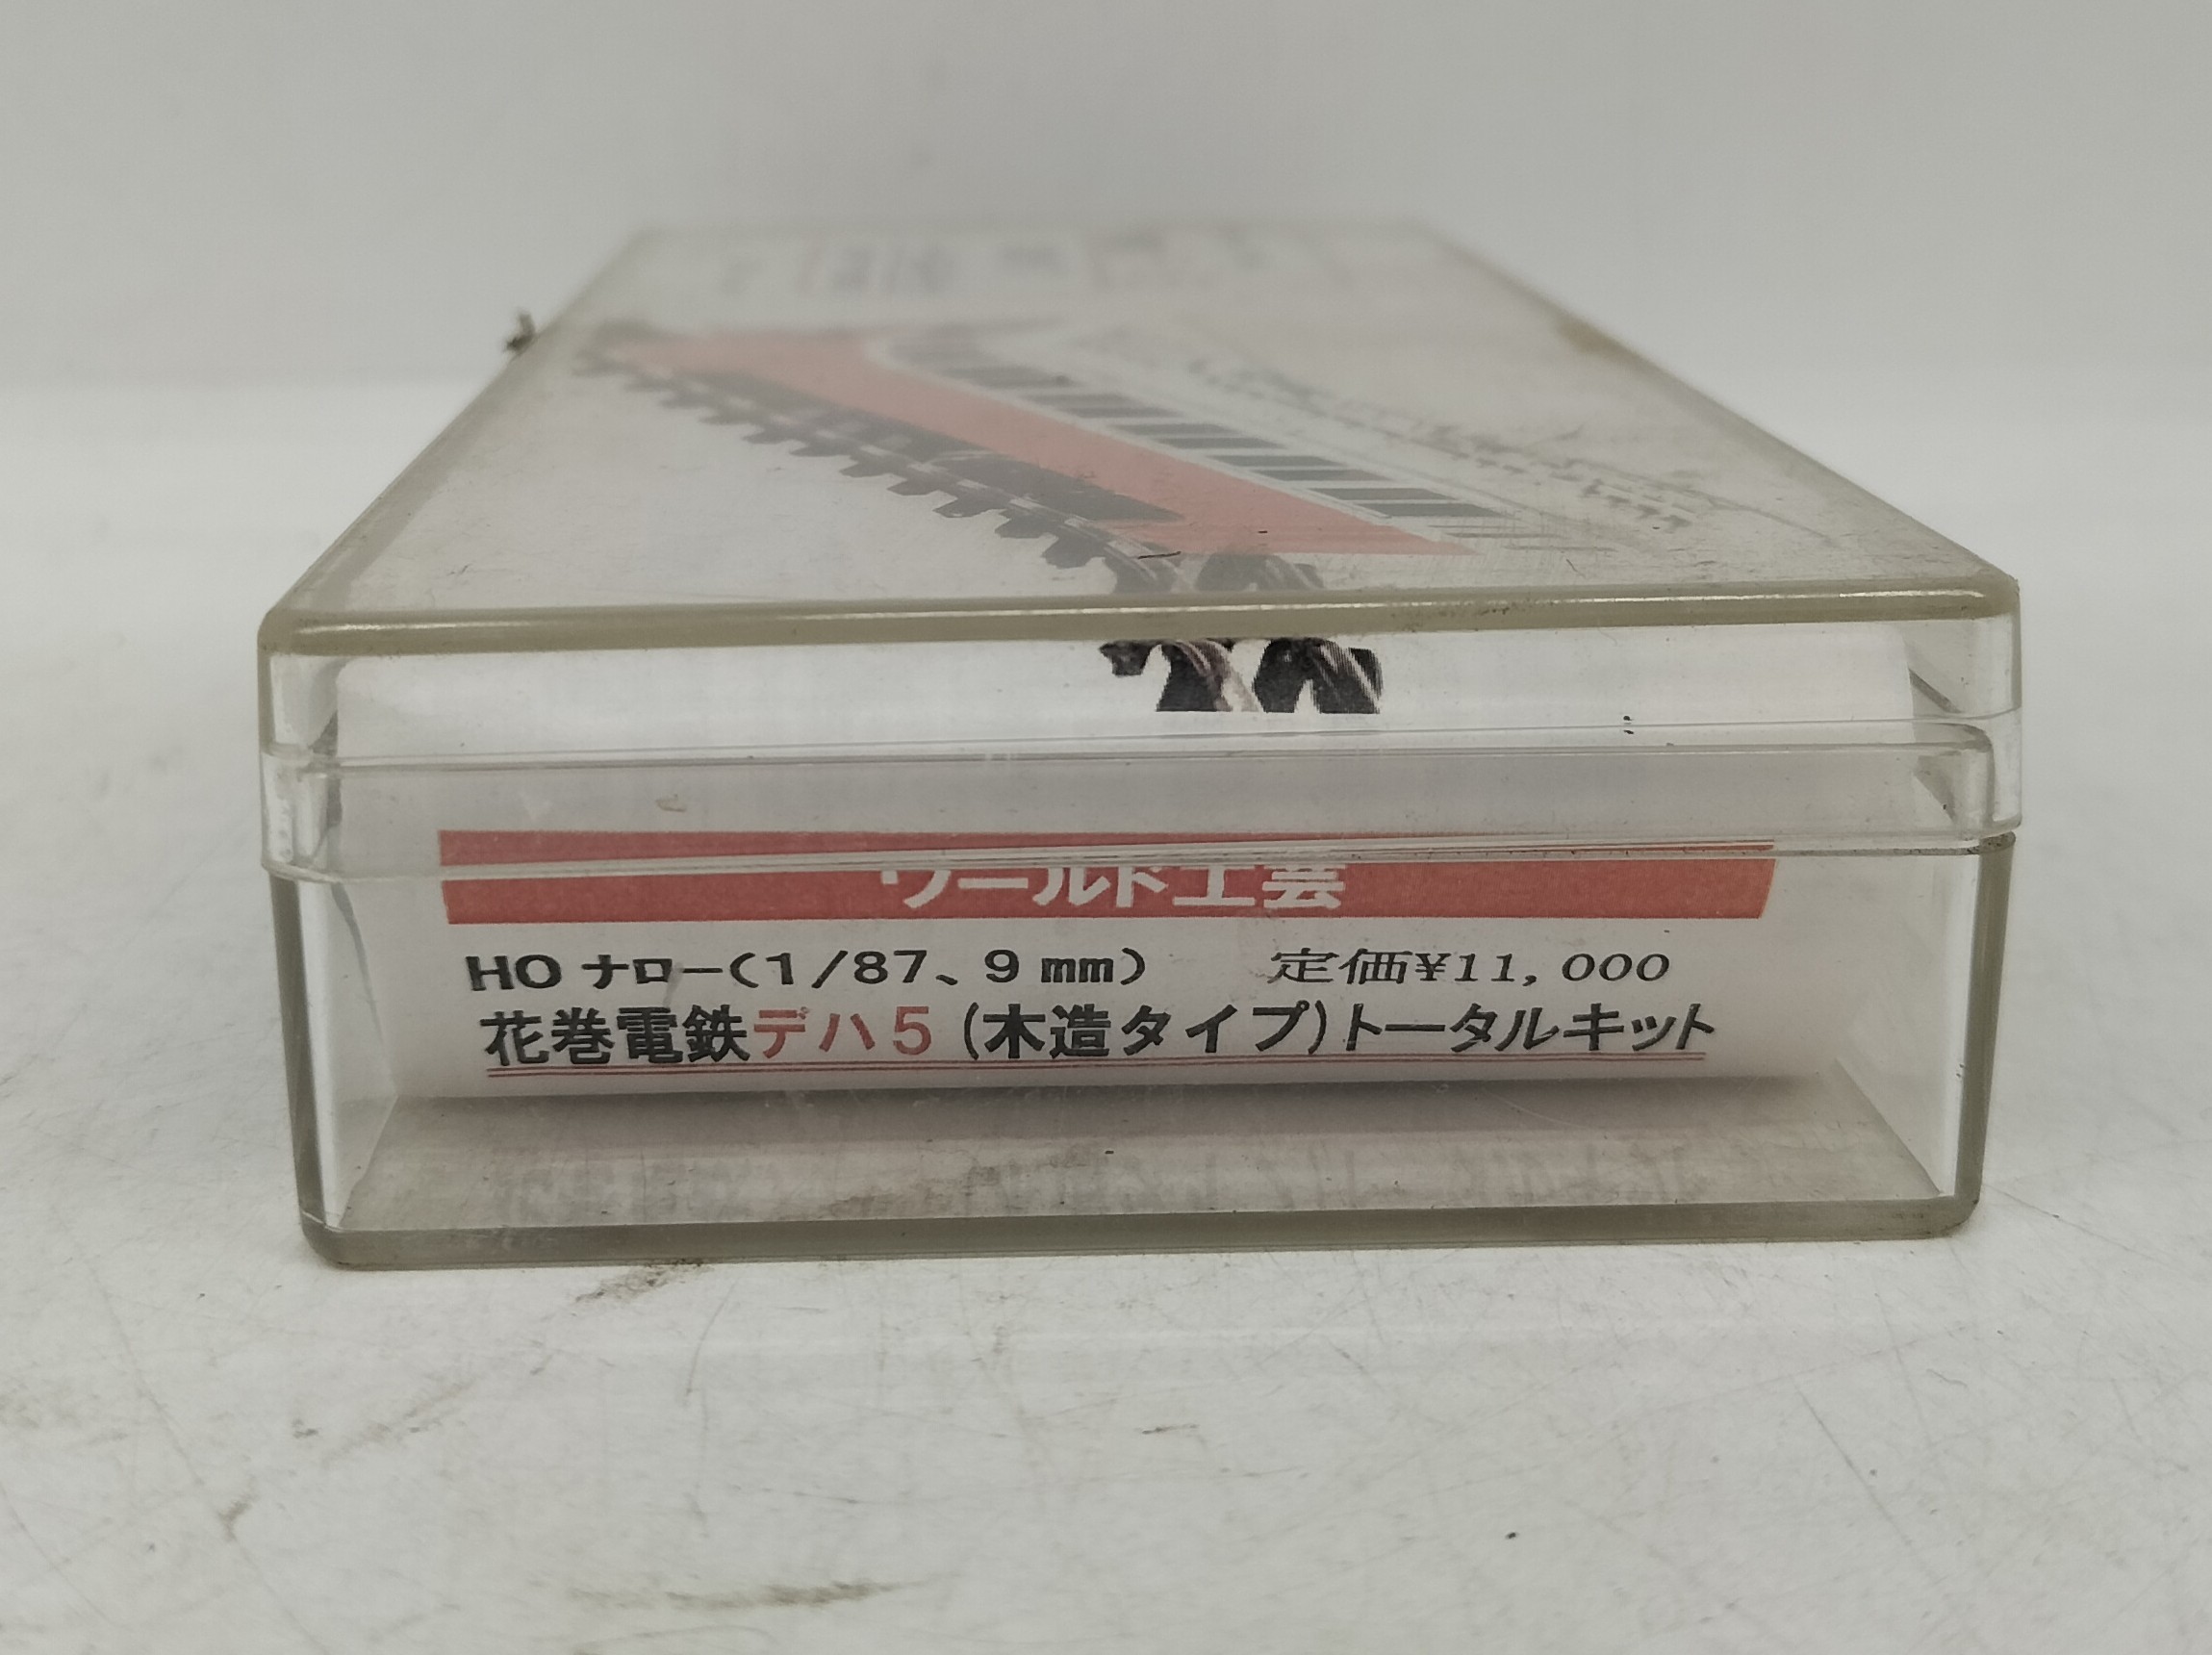 ワールド工芸
HO ナロー(1/87、9mm) 定価¥11,000
花巻電鉄デハ5 (木造タイプ)トータルキット